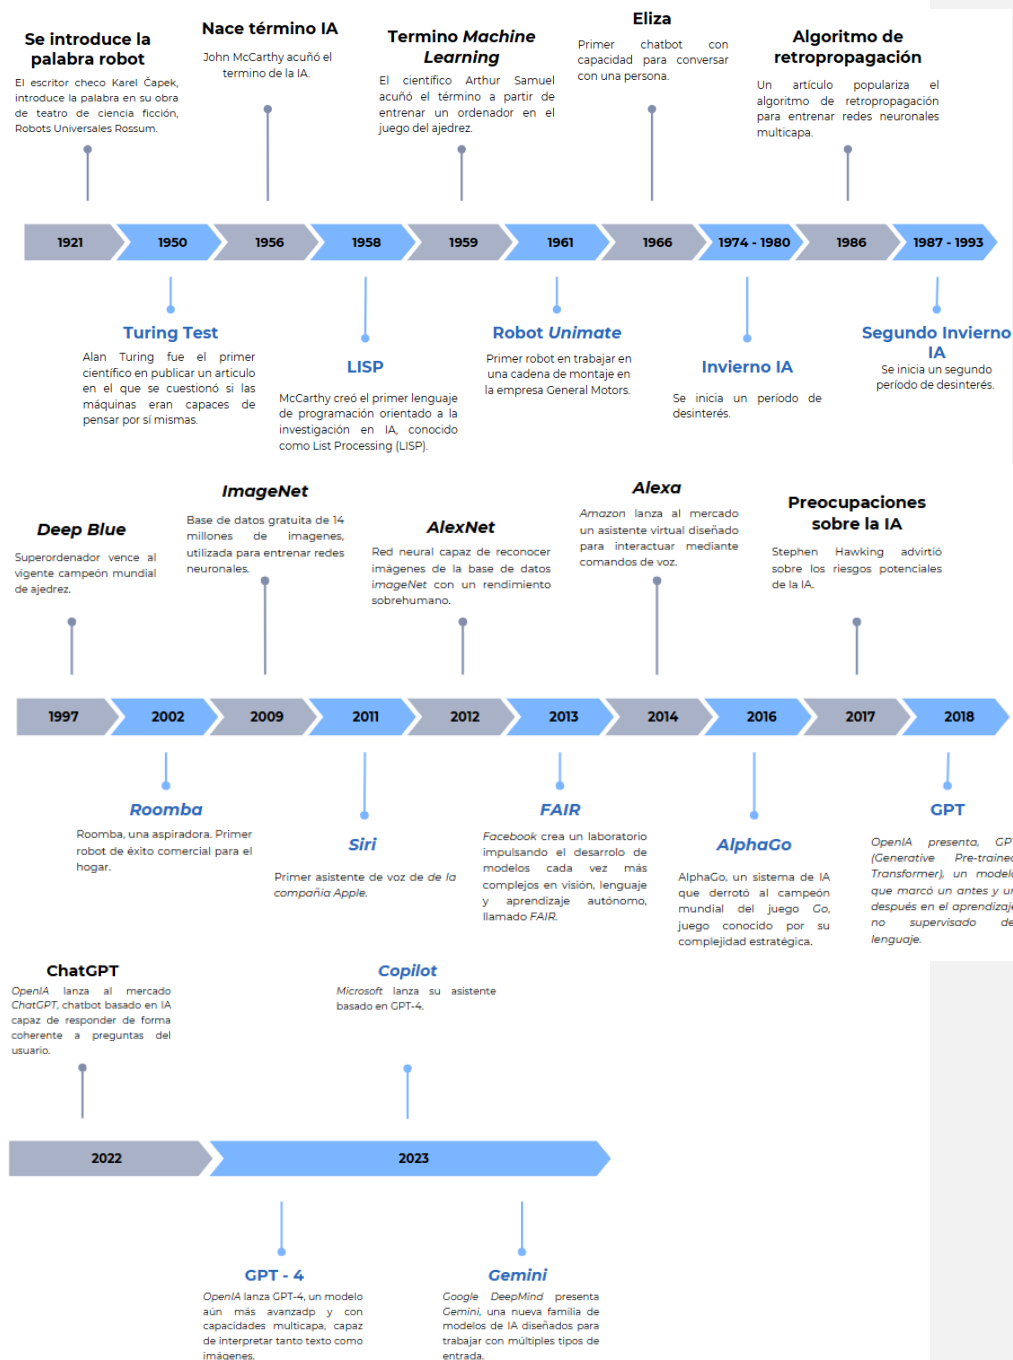 Se introduce la
palabra robot
El escritor checo Karel Čapek,
introduce la palabra en su obra
de teatro de ciencia ficción,
Robots Universales Rossum.
Nace término IA
John McCarthy acuñó el
termino de la IA.
Termino Machine
Learning
El científico Arthur Samuel
acuñó el término a partir de
entrenar un ordenador en el
juego del ajedrez.
Eliza
Primer chatbot con
capacidad para conversar
con una persona.
Algoritmo de
retropropagación
Un artículo populariza el
algoritmo de retropropagación
para entrenar redes neuronales
multicapa.
1921
1950
1956
1958
1959
1961
1966
1974 - 1980
1986
1987 - 1993
Turing Test
Alan Turing fue el primer
científico en publicar un articulo
en el que se cuestionó si las
máquinas eran capaces de
pensar por sí mismas.
LISP
McCarthy creó el primer lenguaje
de programación orientado a la
investigación en IA, conocido
como List Processing (LISP).
Robot Unimate
Primer robot en trabajar en
una cadena de montaje en
la empresa General Motors.
Invierno IA
Se inicia un período de
desinterés.
Segundo Invierno
IA
Se inicia un segundo
período de desinterés.
Deep Blue
Superordenador vence al
vigente campeón mundial
de ajedrez.
ImageNet
Base de datos gratuita de 14
millones de imagenes,
utilizada para entrenar redes
neuronales.
AlexNet
Red neural capaz de reconocer
imágenes de la base de datos
imageNet con un rendimiento
sobrehumano.
Alexa
Amazon lanza al mercado
un asistente virtual diseñado
para interactuar mediante
comandos de voz.
Preocupaciones
sobre la IA
Stephen Hawking advirtió
sobre los riesgos potenciales
de la IA.
1997
2002
2009
2011
2012
2013
2014
2016
2017
2018
Roomba
Roomba, una aspiradora. Primer
robot de éxito comercial para el
hogar.
Siri
Primer asistente de voz de de la
compañia Apple.
FAIR
Facebook crea un laboratorio
impulsando el desarrolo de
modelos cada vez más
complejos en visión, lenguaje
y aprendizaje autónomo,
llamado FAIR.
AlphaGo
AlphaGo, un sistema de IA
que derrotó al campeón
mundial del juego Go,
juego conocido por su
complejidad estratégica.
GPT
OpenIA presenta, GPT
(Generative Pre-trained
Transformer), un modelo
que marcó un antes y un
después en el aprendizaje
no supervisado del
lenguaje.
ChatGPT
OpenIA lanza al mercado
ChatGPT, chatbot basado en IA
capaz de responder de forma
coherente a preguntas del
usuario.
Copilot
Microsoft lanza su asistente
basado en GPT-4.
2022
2023
GPT - 4
OpenIA lanza GPT-4, un modelo
aún más avanzadp y con
capacidades multicapa, capaz
de interpretar tanto texto como
imágenes.
Gemini
Google DeepMind presenta
Gemini, una nueva familia de
modelos de IA diseñados para
trabajar con múltiples tipos de
entrada.